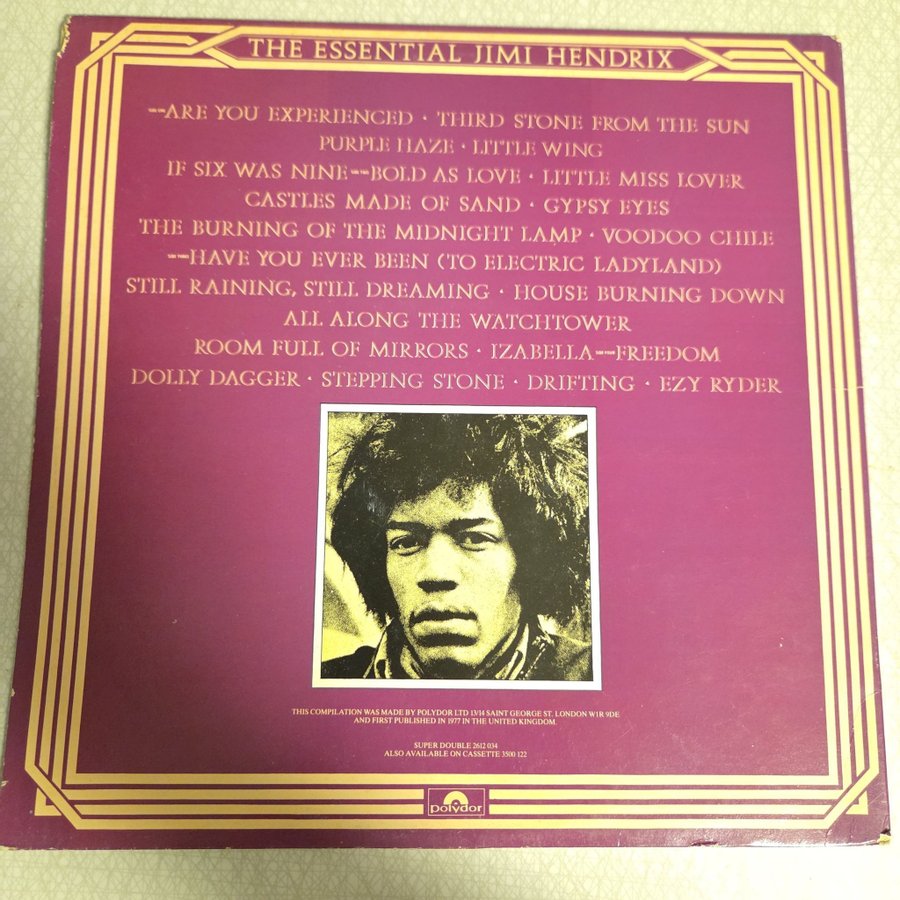 THE ESSENTIAL JIMI HENDRIX
--ARE YOU EXPERIENCED · THIRD STONE FROM THE SUN
PURPLE HAZE · LITTLE WING
IF SIX WAS NINE--BOLD AS LOVE · LITTLE MISS LOVER
CASTLES MADE OF SAND · GYPSY EYES
THE BURNING OF THE MIDNIGHT LAMP · VOODOO CHILE
--HAVE YOU EVER BEEN (TO ELECTRIC LADYLAND)
STILL RAINING, STILL DREAMING · HOUSE BURNING DOWN
ALL ALONG THE WATCHTOWER
ROOM FULL OF MIRRORS · IZABELLA--FREEDOM
DOLLY DAGGER · STEPPING STONE · DRIFTING · EZY RYDER
THIS COMPILATION WAS MADE BY POLYDOR LTD 13/14 SAINT GEORGE ST. LONDON W1R 9DE
AND FIRST PUBLISHED IN 1977 IN THE UNITED KINGDOM.
SUPER DOUBLE 2612 034
ALSO AVAILABLE ON CASSETTE 3500 122
polydor